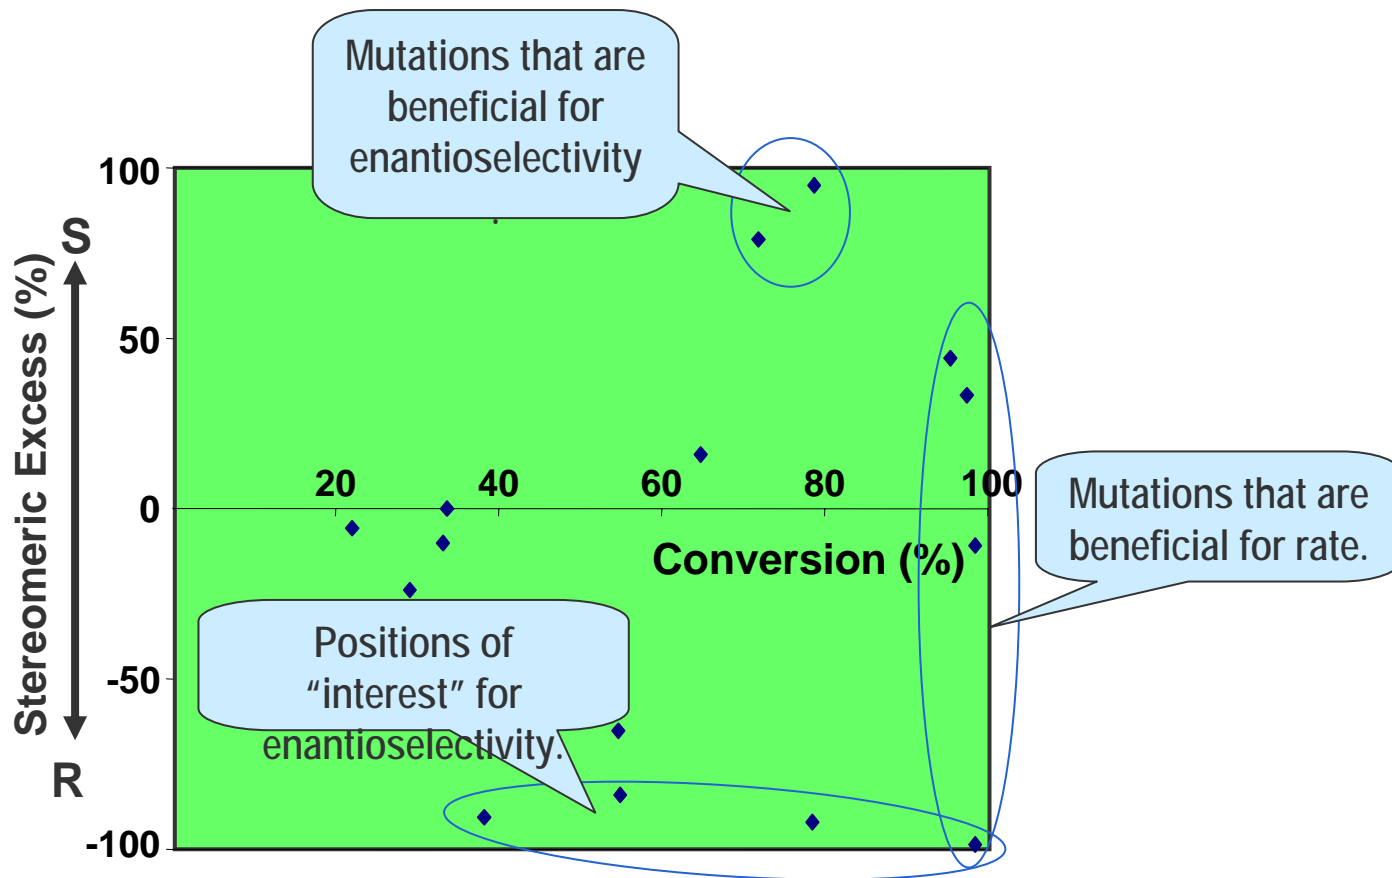 Mutations that are
beneficial for
enantioselectivity
100
S
50
Stereomeric Excess (%)
20 40 60 80 100
0
Conversion (%)
Mutations that are
beneficial for rate.
Positions of
“interest” for
enantioselectivity.
-50
R
-100